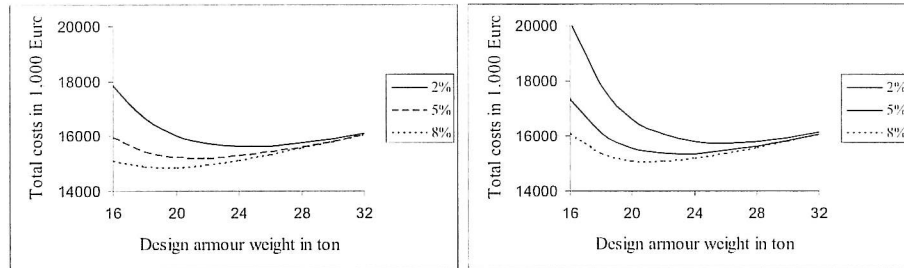 Total costs in 1.000 Euro
20000
18000
16000
14000
16 20 24 28 32
Design armour weight in ton
2%
5%
8%
Total costs in 1.000 Euro
20000
18000
16000
14000
16 20 24 28 32
Design armour weight in ton
2%
5%
8%